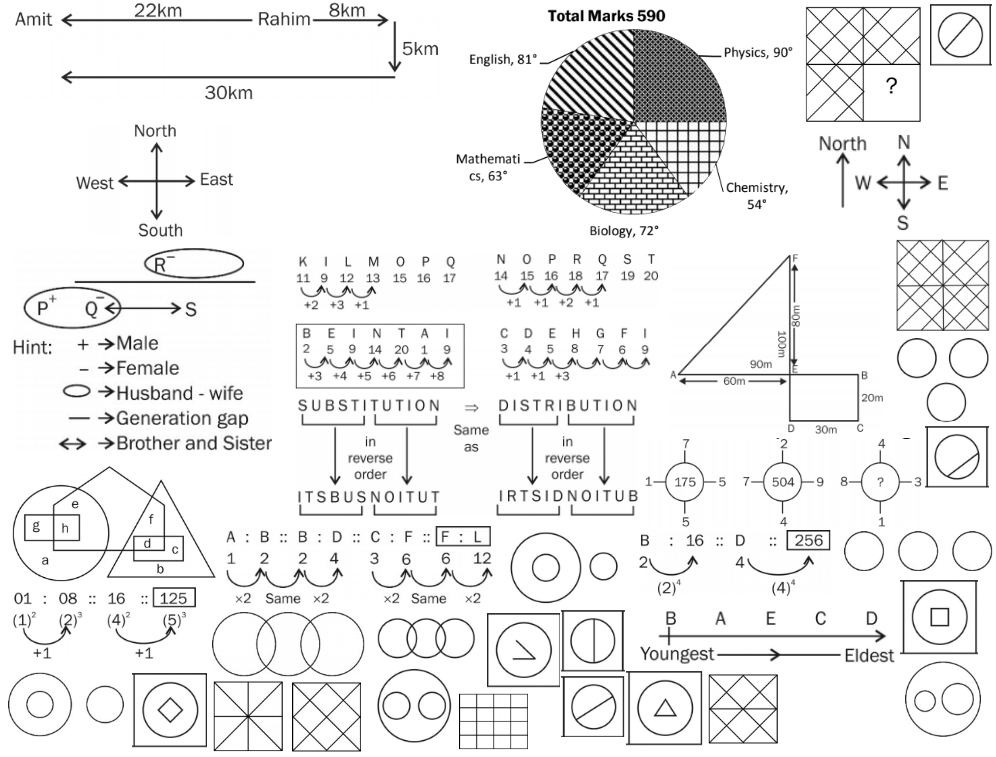 Amit 22km Rahim 8km
5km
30km
North
West East
South
Total Marks 590
English, 81°
Physics, 90°
Mathemati
cs, 63°
Chemistry,
54°
Biology, 72°
?
North N
W E
S
R−
P+ Q− S
Hint: + → Male
− → Female
→ Husband - wife
→ Generation gap
→ Brother and Sister
K I L M O P Q
11 9 12 13 15 16 17
+2 +3 +1
N O P R Q S T
14 15 16 18 17 19 20
+1 +1 +2 +1
B E I N T A I
2 5 9 14 20 1 9
+3 +4 +5 +6 +7 +8
C D E H G F I
3 4 5 8 7 6 9
+1 +1 +3
SUBSTITUTION ⇒ DISTRIBUTION
Same
as
in
reverse
order
in
reverse
order
ITSBUS NOITUT
IRTSID NOITUB
F
80m
100m
90m
E
A B
60m
20m
D 30m C
7
1 175 5
5
2
7 504 9
4
4
8 ? 3
1
e
g h f
d c
a b
A : B :: B : D :: C : F :: F : L
1 2 2 4 3 6 6 12
×2 Same ×2 ×2 Same ×2
B : 16 :: D :: 256
2 4
(2)⁴ (4)⁴
01 : 08 :: 16 :: 125
(1)² (2)³ (4)² (5)³
+1 +1
B A E C D
Youngest Eldest